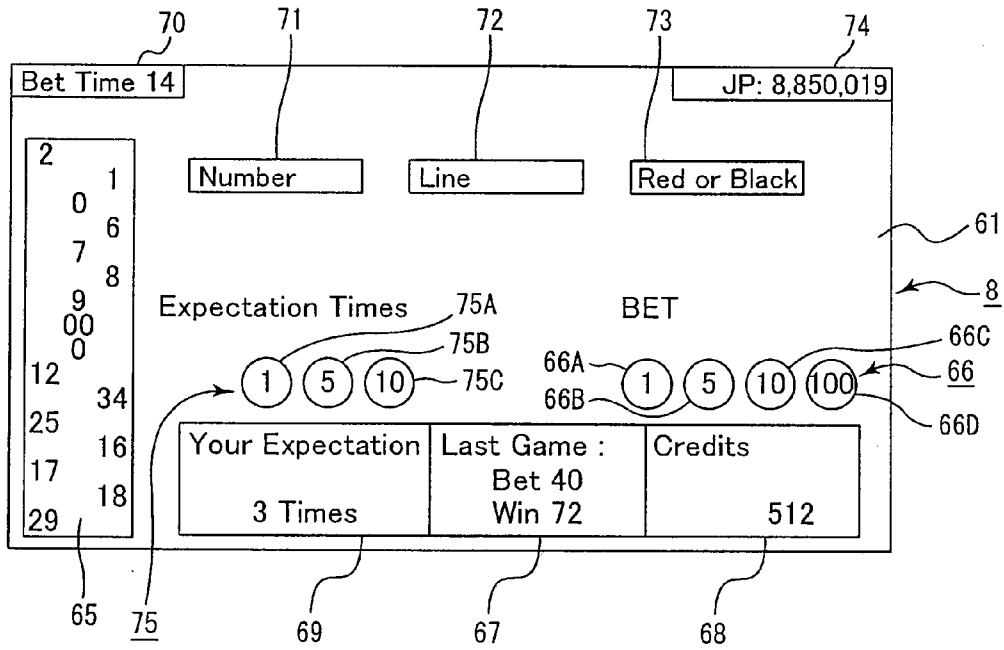 70 71 72 73 74
Bet Time 14 JP: 8,850,019
2
1
Number Line Red or Black
0
6
61
7
8
8
9
Expectation Times 75A BET
00
75B 66C
0
12
66A
1 5 10 75C 1 5 10 100 66
34
66B
66D
25
Your Expectation Last Game : Credits
16
Bet 40
17
18
3 Times Win 72 512
29
65 75 69 67 68